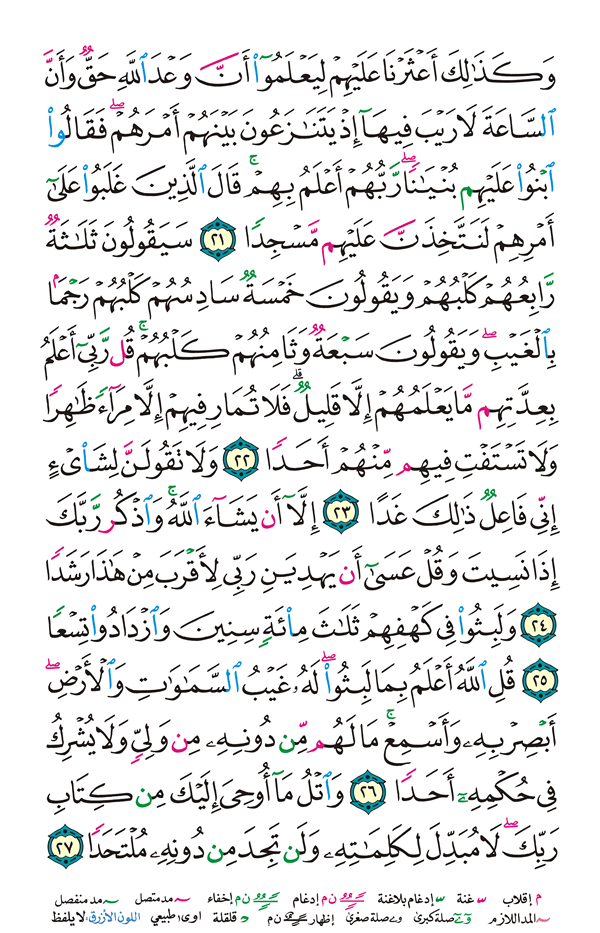 وَكَذَٰلِكَ أَعْثَرْنَا عَلَيْهِمْ لِيَعْلَمُوٓا۟ أَنَّ وَعْدَ ٱللَّهِ حَقٌّ وَأَنَّ
ٱلسَّاعَةَ لَا رَيْبَ فِيهَآ إِذْ يَتَنَٰزَعُونَ بَيْنَهُمْ أَمْرَهُمْ ۖ فَقَالُوا۟
ٱبْنُوا۟ عَلَيْهِم بُنْيَٰنًا ۖ رَّبُّهُمْ أَعْلَمُ بِهِمْ ۚ قَالَ ٱلَّذِينَ غَلَبُوا۟ عَلَىٰٓ
أَمْرِهِمْ لَنَتَّخِذَنَّ عَلَيْهِم مَّسْجِدًا ٢١ سَيَقُولُونَ ثَلَٰثَةٌ
رَّابِعُهُمْ كَلْبُهُمْ وَيَقُولُونَ خَمْسَةٌ سَادِسُهُمْ كَلْبُهُمْ رَجْمًۢا
بِٱلْغَيْبِ ۖ وَيَقُولُونَ سَبْعَةٌ وَثَامِنُهُمْ كَلْبُهُمْ ۚ قُل رَّبِّىٓ أَعْلَمُ
بِعِدَّتِهِم مَّا يَعْلَمُهُمْ إِلَّا قَلِيلٌ ۗ فَلَا تُمَارِ فِيهِمْ إِلَّا مِرَآءً ظَٰهِرًا
وَلَا تَسْتَفْتِ فِيهِم مِّنْهُمْ أَحَدًا ٢٢ وَلَا تَقُولَنَّ لِشَا۟ىْءٍ
إِنِّى فَاعِلٌ ذَٰلِكَ غَدًا ٢٣ إِلَّآ أَن يَشَآءَ ٱللَّهُ ۚ وَٱذْكُر رَّبَّكَ
إِذَا نَسِيتَ وَقُلْ عَسَىٰٓ أَن يَهْدِيَنِ رَبِّى لِأَقْرَبَ مِنْ هَٰذَا رَشَدًا
٢٤ وَلَبِثُوا۟ فِى كَهْفِهِمْ ثَلَٰثَ مِا۟ئَةٍ سِنِينَ وَٱزْدَادُوا۟ تِسْعًا
٢٥ قُلِ ٱللَّهُ أَعْلَمُ بِمَا لَبِثُوا۟ ۖ لَهُۥ غَيْبُ ٱلسَّمَٰوَٰتِ وَٱلْأَرْضِ ۖ
أَبْصِرْ بِهِۦ وَأَسْمِعْ ۚ مَا لَهُم مِّن دُونِهِۦ مِن وَلِىٍّ وَلَا يُشْرِكُ
فِى حُكْمِهِۦٓ أَحَدًا ٢٦ وَٱتْلُ مَآ أُوحِىَ إِلَيْكَ مِن كِتَابِ
رَبِّكَ ۖ لَا مُبَدِّلَ لِكَلِمَٰتِهِۦ وَلَن تَجِدَ مِن دُونِهِۦ مُلْتَحَدًا ٢٧
م إقلاب غنة إدغام بلاغنة ن م إدغام ن م إخفاء مد متصل مد منفصل
المد اللازم صلة كبرى صلة صغرى إظهار ن م قلقلة اوى طبيعي اللون الأزرق: لا يلفظ